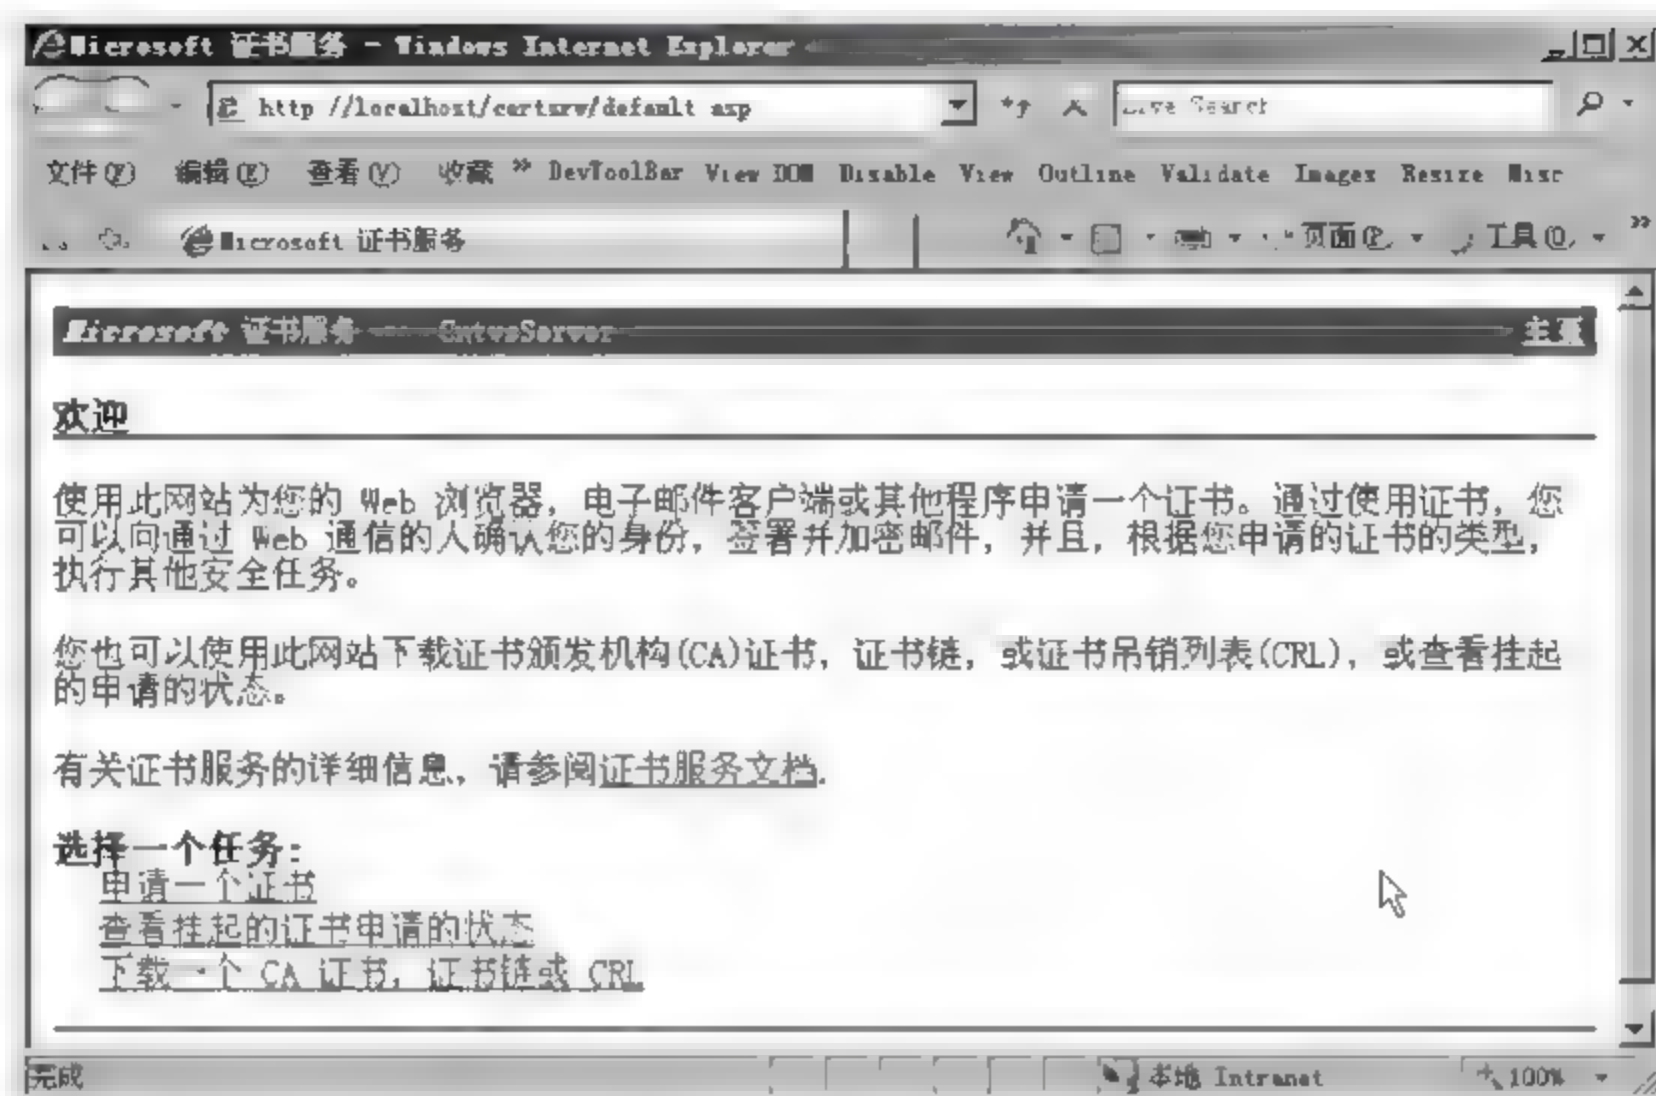 Microsoft 证书服务 - Windows Internet Explorer
http //localhost/certsrv/default asp
Live Search
文件(F) 编辑(E) 查看(V) 收藏 » DevToolBar View DOM Disable View Outline Validate Images Resize Misc
Microsoft 证书服务 页面(P) 工具(O) »
Microsoft 证书服务 主页
欢迎
使用此网站为您的 Web 浏览器，电子邮件客户端或其他程序申请一个证书。通过使用证书，您
可以向通过 Web 通信的人确认您的身份，签署并加密邮件，并且，根据您申请的证书的类型，
执行其他安全任务。
您也可以使用此网站下载证书颁发机构(CA)证书，证书链，或证书吊销列表(CRL)，或查看挂起
的申请的状态。
有关证书服务的详细信息，请参阅证书服务文档.
选择一个任务:
申请一个证书
查看挂起的证书申请的状态
下载一个 CA 证书，证书链或 CRL
完成 本地 Intranet 100%